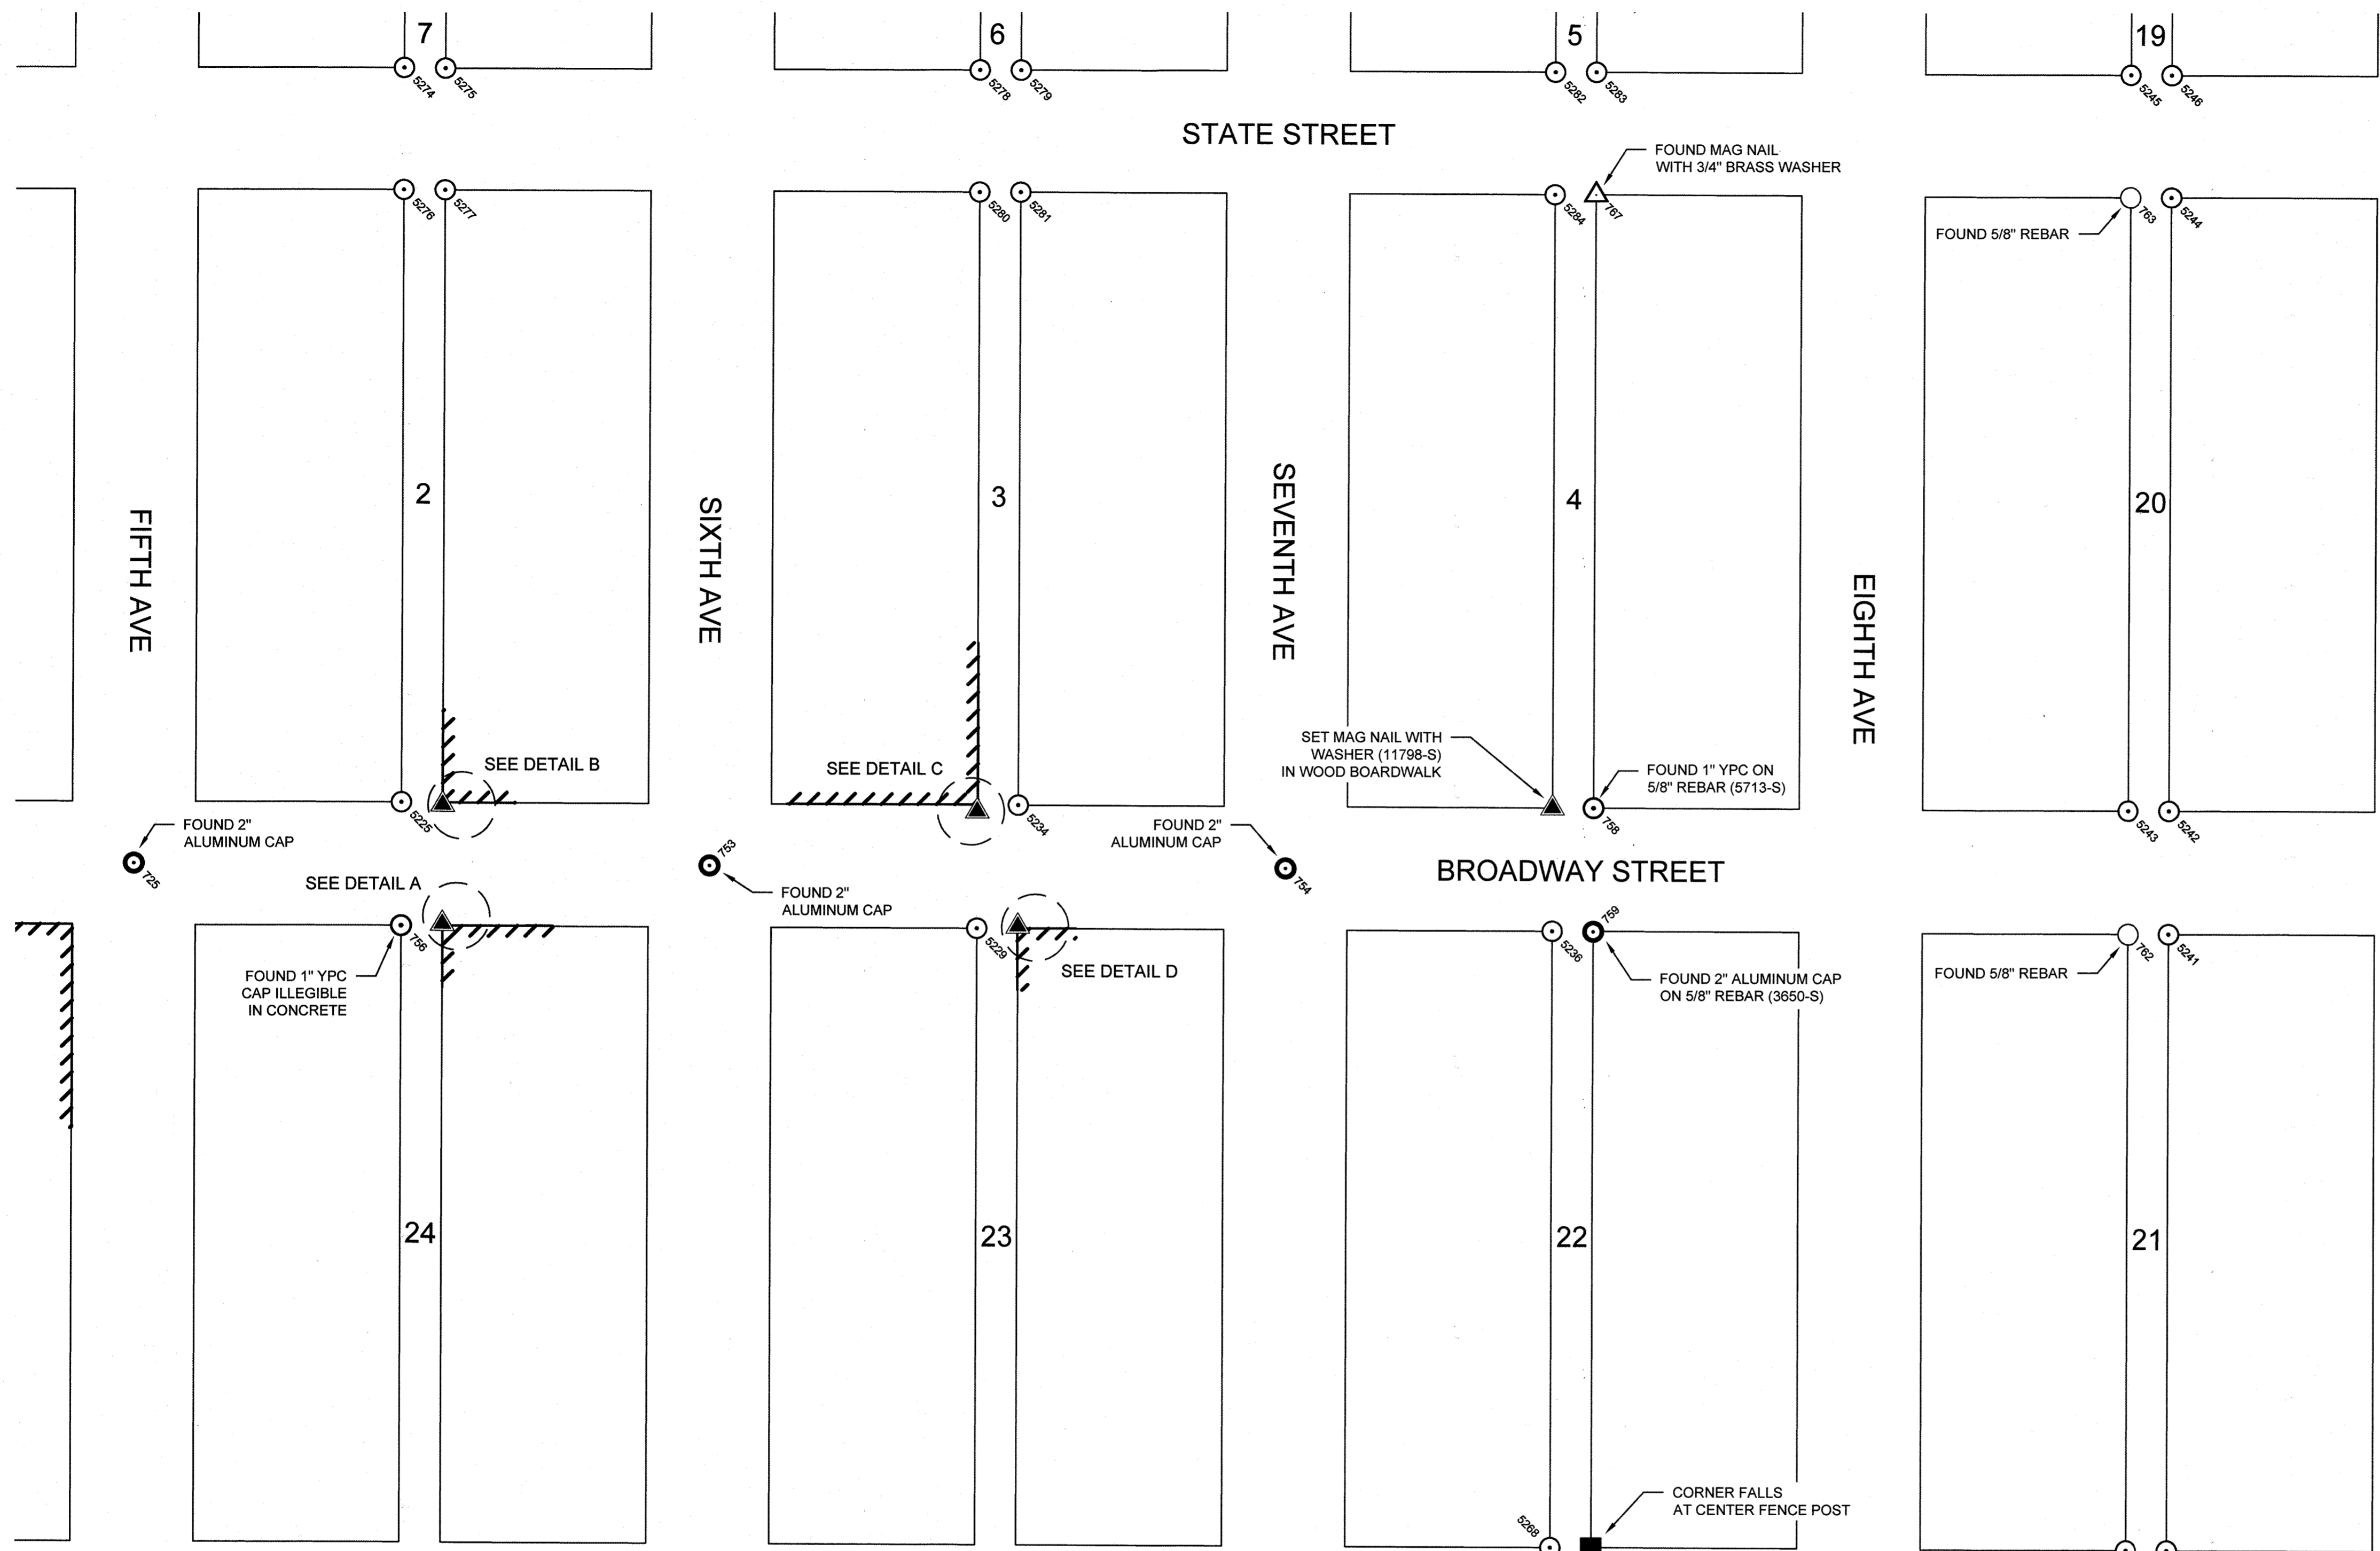 7
6
5
19
5274
5275
5278
5279
5282
5283
5245
5246
STATE STREET
FOUND MAG NAIL
WITH 3/4" BRASS WASHER
5276
5277
5280
5281
5284
767
763
5244
FOUND 5/8" REBAR
2
3
4
20
FIFTH AVE
SIXTH AVE
SEVENTH AVE
EIGHTH AVE
SEE DETAIL B
SEE DETAIL C
SET MAG NAIL WITH
WASHER (11798-S)
IN WOOD BOARDWALK
FOUND 1" YPC ON
5/8" REBAR (5713-S)
5225
5234
758
5243
5242
FOUND 2"
ALUMINUM CAP
725
753
FOUND 2"
ALUMINUM CAP
FOUND 2"
ALUMINUM CAP
754
BROADWAY STREET
SEE DETAIL A
756
FOUND 1" YPC
CAP ILLEGIBLE
IN CONCRETE
5229
SEE DETAIL D
5236
759
FOUND 2" ALUMINUM CAP
ON 5/8" REBAR (3650-S)
762
5241
FOUND 5/8" REBAR
24
23
22
21
5268
CORNER FALLS
AT CENTER FENCE POST